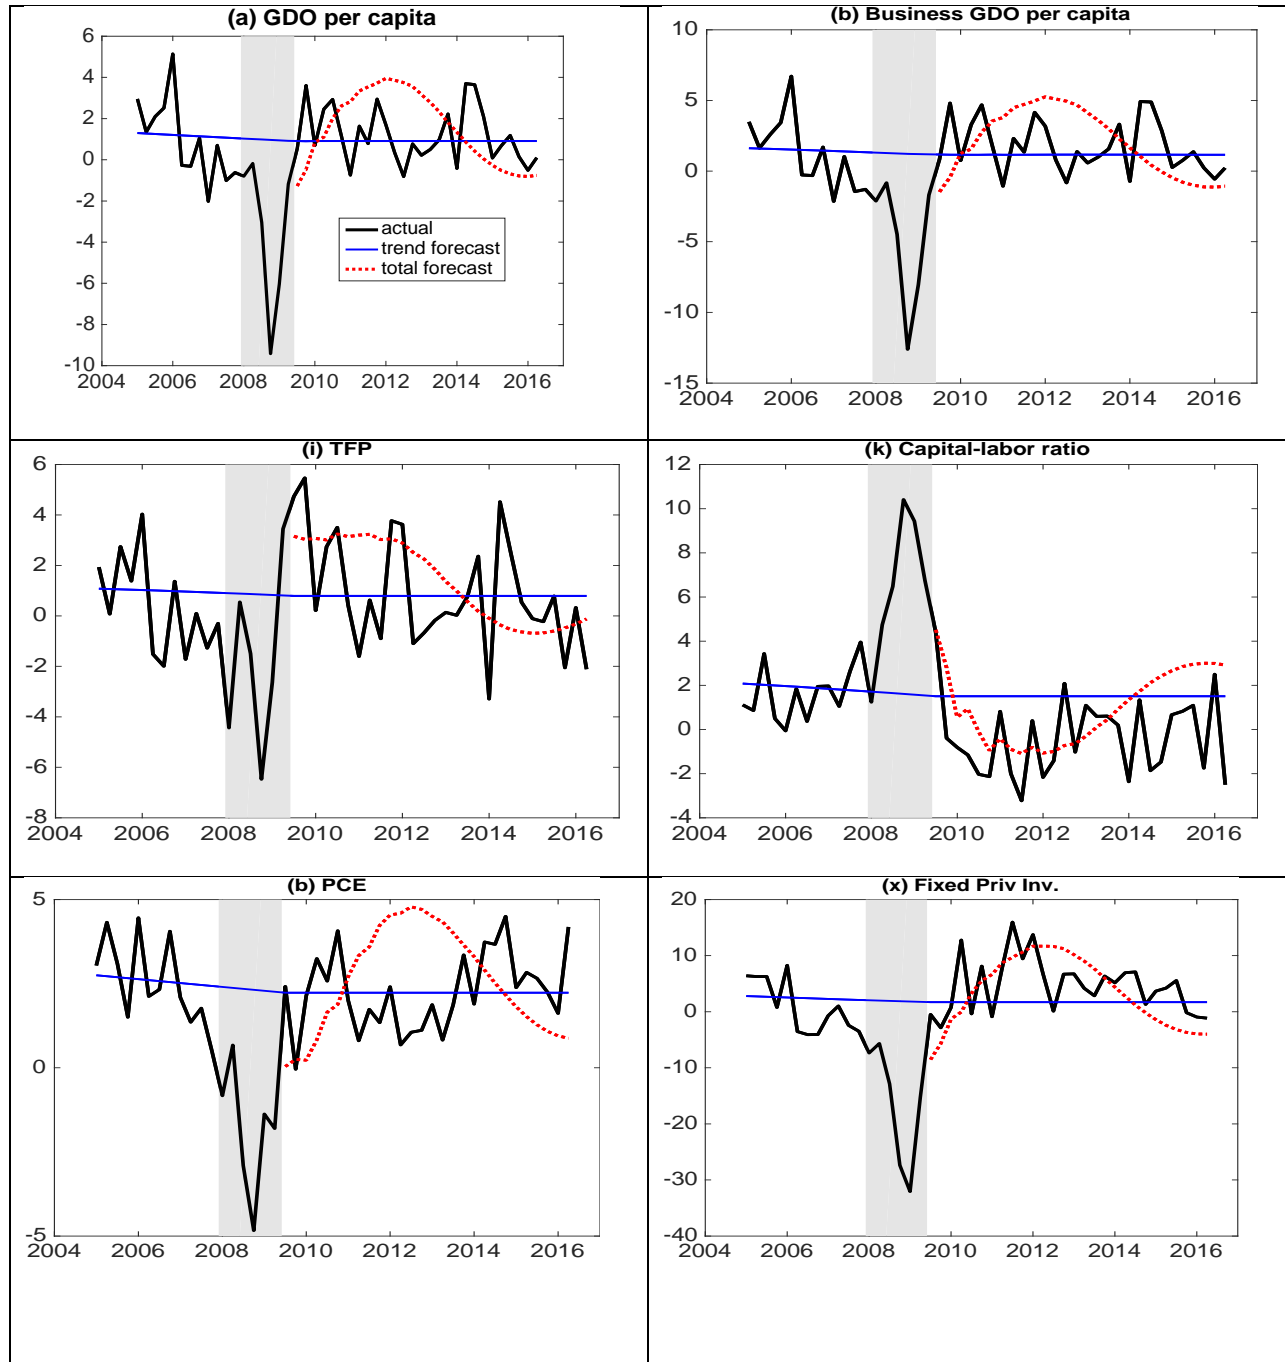 (a) GDO per capita
6
4
2
0
-2
-4
-6
-8
-10
actual
trend forecast
total forecast
2004 2006 2008 2010 2012 2014 2016
(b) Business GDO per capita
10
5
0
-5
-10
-15
2004 2006 2008 2010 2012 2014 2016
(i) TFP
6
4
2
0
-2
-4
-6
-8
2004 2006 2008 2010 2012 2014 2016
(k) Capital-labor ratio
12
10
8
6
4
2
0
-2
-4
2004 2006 2008 2010 2012 2014 2016
(b) PCE
5
0
-5
2004 2006 2008 2010 2012 2014 2016
(x) Fixed Priv Inv.
20
10
0
-10
-20
-30
-40
2004 2006 2008 2010 2012 2014 2016